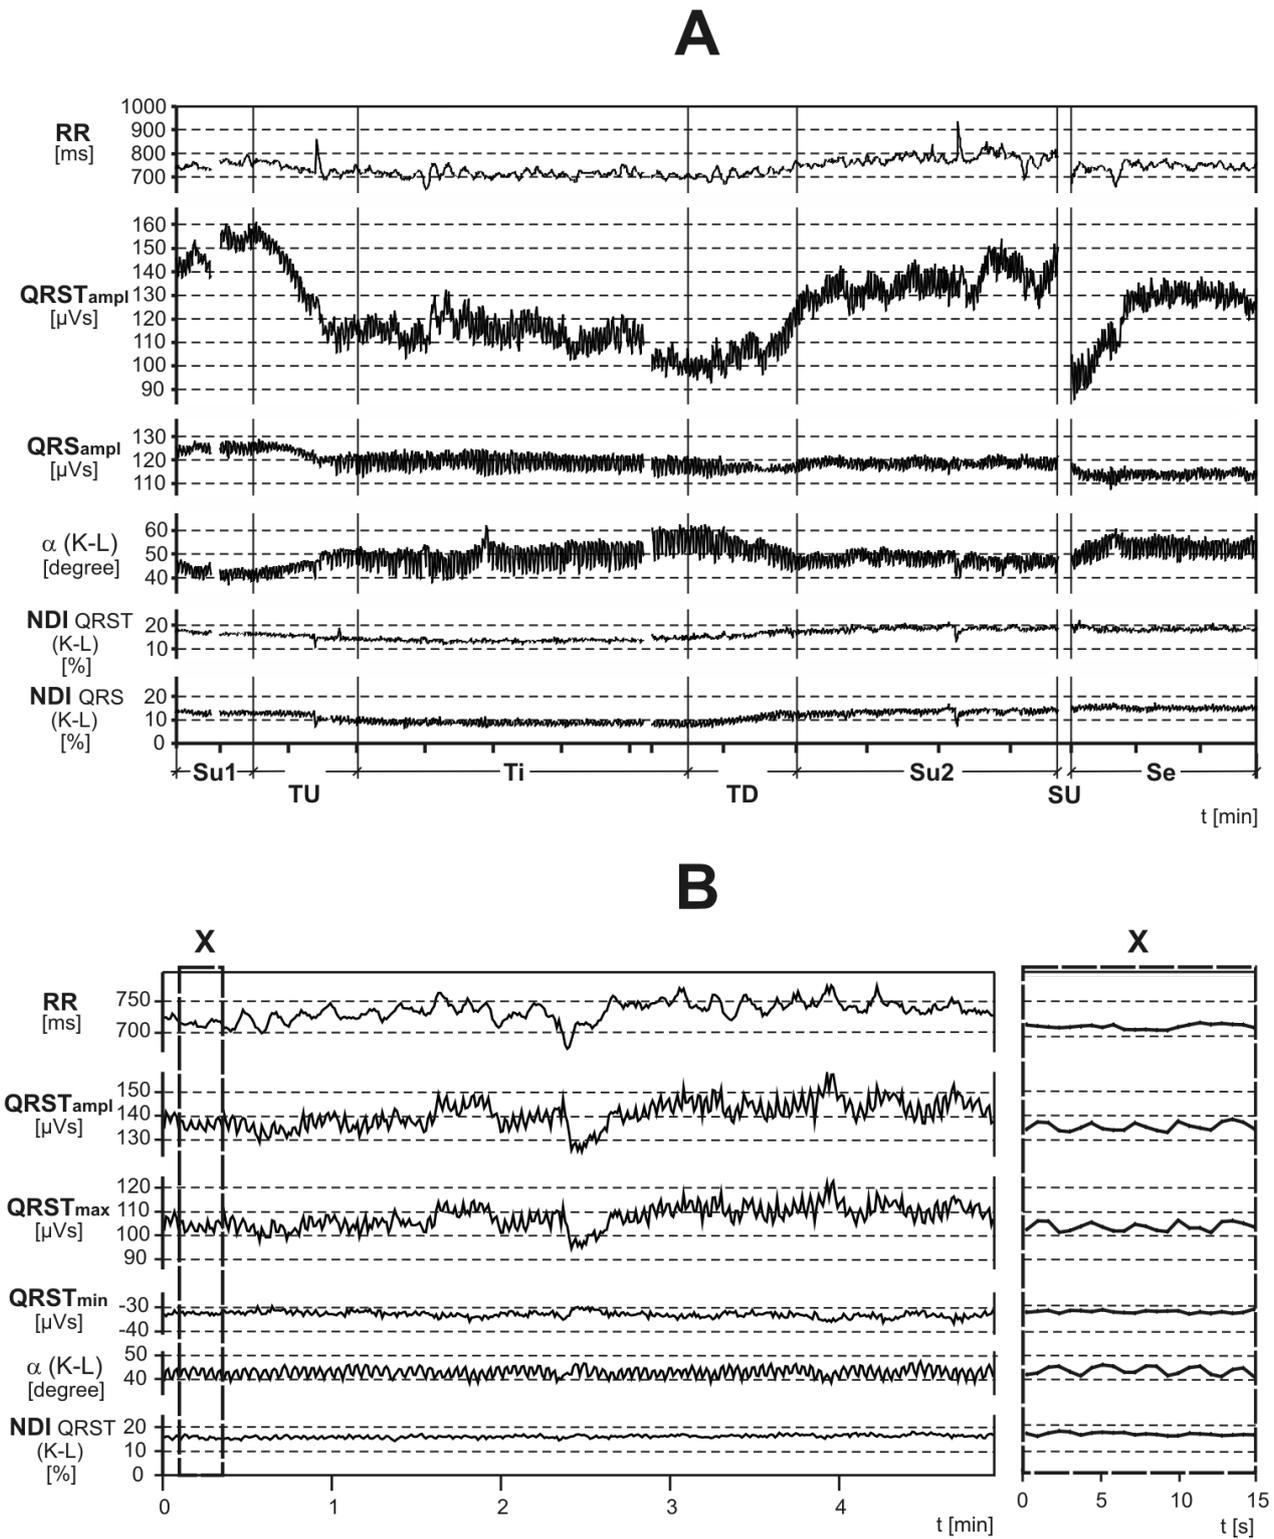 A
RR
[ms]
1000
900
800
700
QRSTampl
[µVs]
160
150
140
130
120
110
100
90
QRSampl
[µVs]
130
120
110
α (K-L)
[degree]
60
50
40
NDI QRST
(K-L)
[%]
20
10
NDI QRS
(K-L)
[%]
20
10
0
Su1 Ti Su2 Se
TU TD SU
t [min]
B
X X
RR
[ms]
750
700
QRSTampl
[µVs]
150
140
130
QRSTmax
[µVs]
120
110
100
90
QRSTmin
[µVs]
-30
-40
α (K-L)
[degree]
50
40
NDI QRST
(K-L)
[%]
20
10
0
0 1 2 3 4
t [min]
0 5 10 15
t [s]